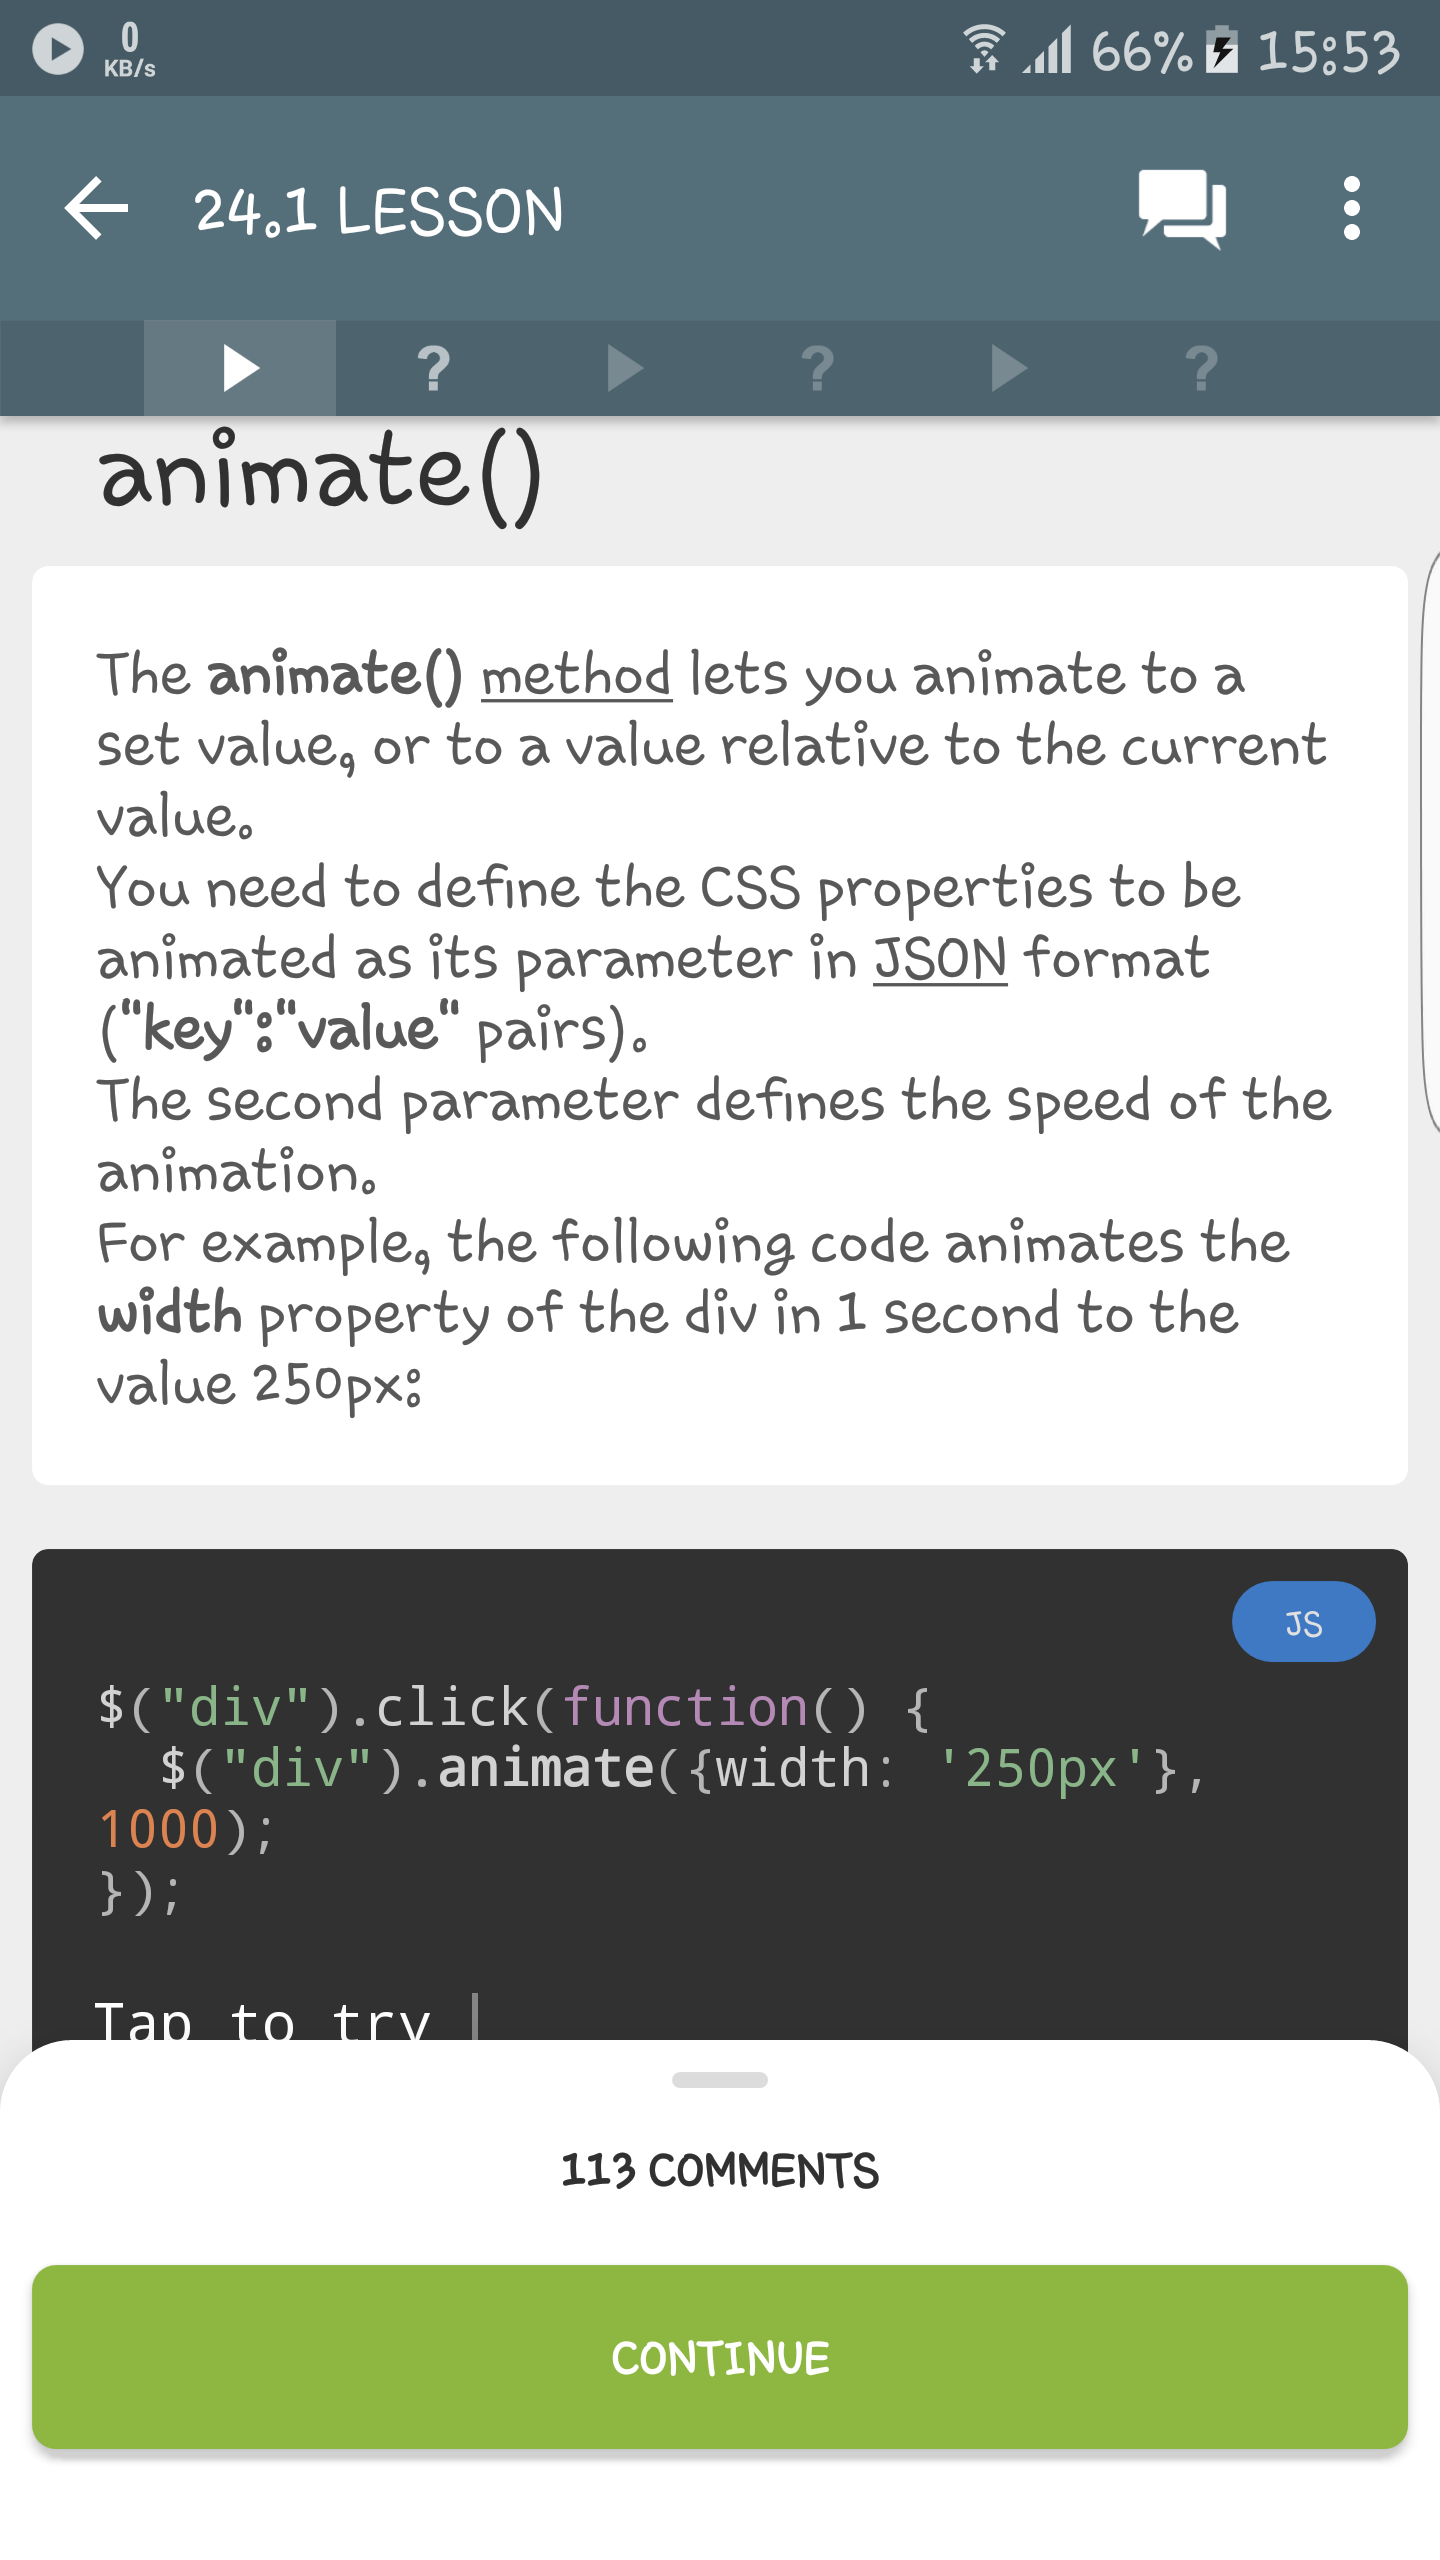 0
KB/s
66% 15:53
24.1 LESSON
? ? ?
animate()
The animate() method lets you animate to a
set value, or to a value relative to the current
value.
You need to define the CSS properties to be
animated as its parameter in JSON format
("key":"value" pairs).
The second parameter defines the speed of the
animation.
For example, the following code animates the
width property of the div in 1 second to the
value 250px:
JS
$("div").click(function() {
  $("div").animate({width: '250px'},
1000);
});
Tap to try
113 COMMENTS
CONTINUE